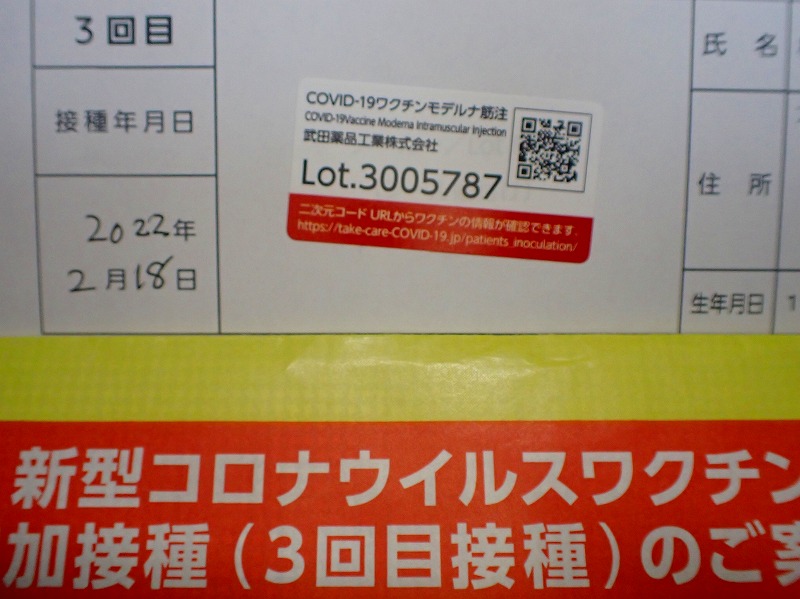 3回目
接種年月日
2022年
2月18日
COVID-19ワクチンモデルナ筋注
COVID-19Vaccine Moderna Intramuscular Injection
武田薬品工業株式会社
Lot.3005787
二次元コード URLからワクチンの情報が確認できます。
https://take-care-COVID-19.jp/patients_inoculation/
氏 名
住 所
生年月日
1
新型コロナウイルスワクチン
加接種(3回目接種)のご案